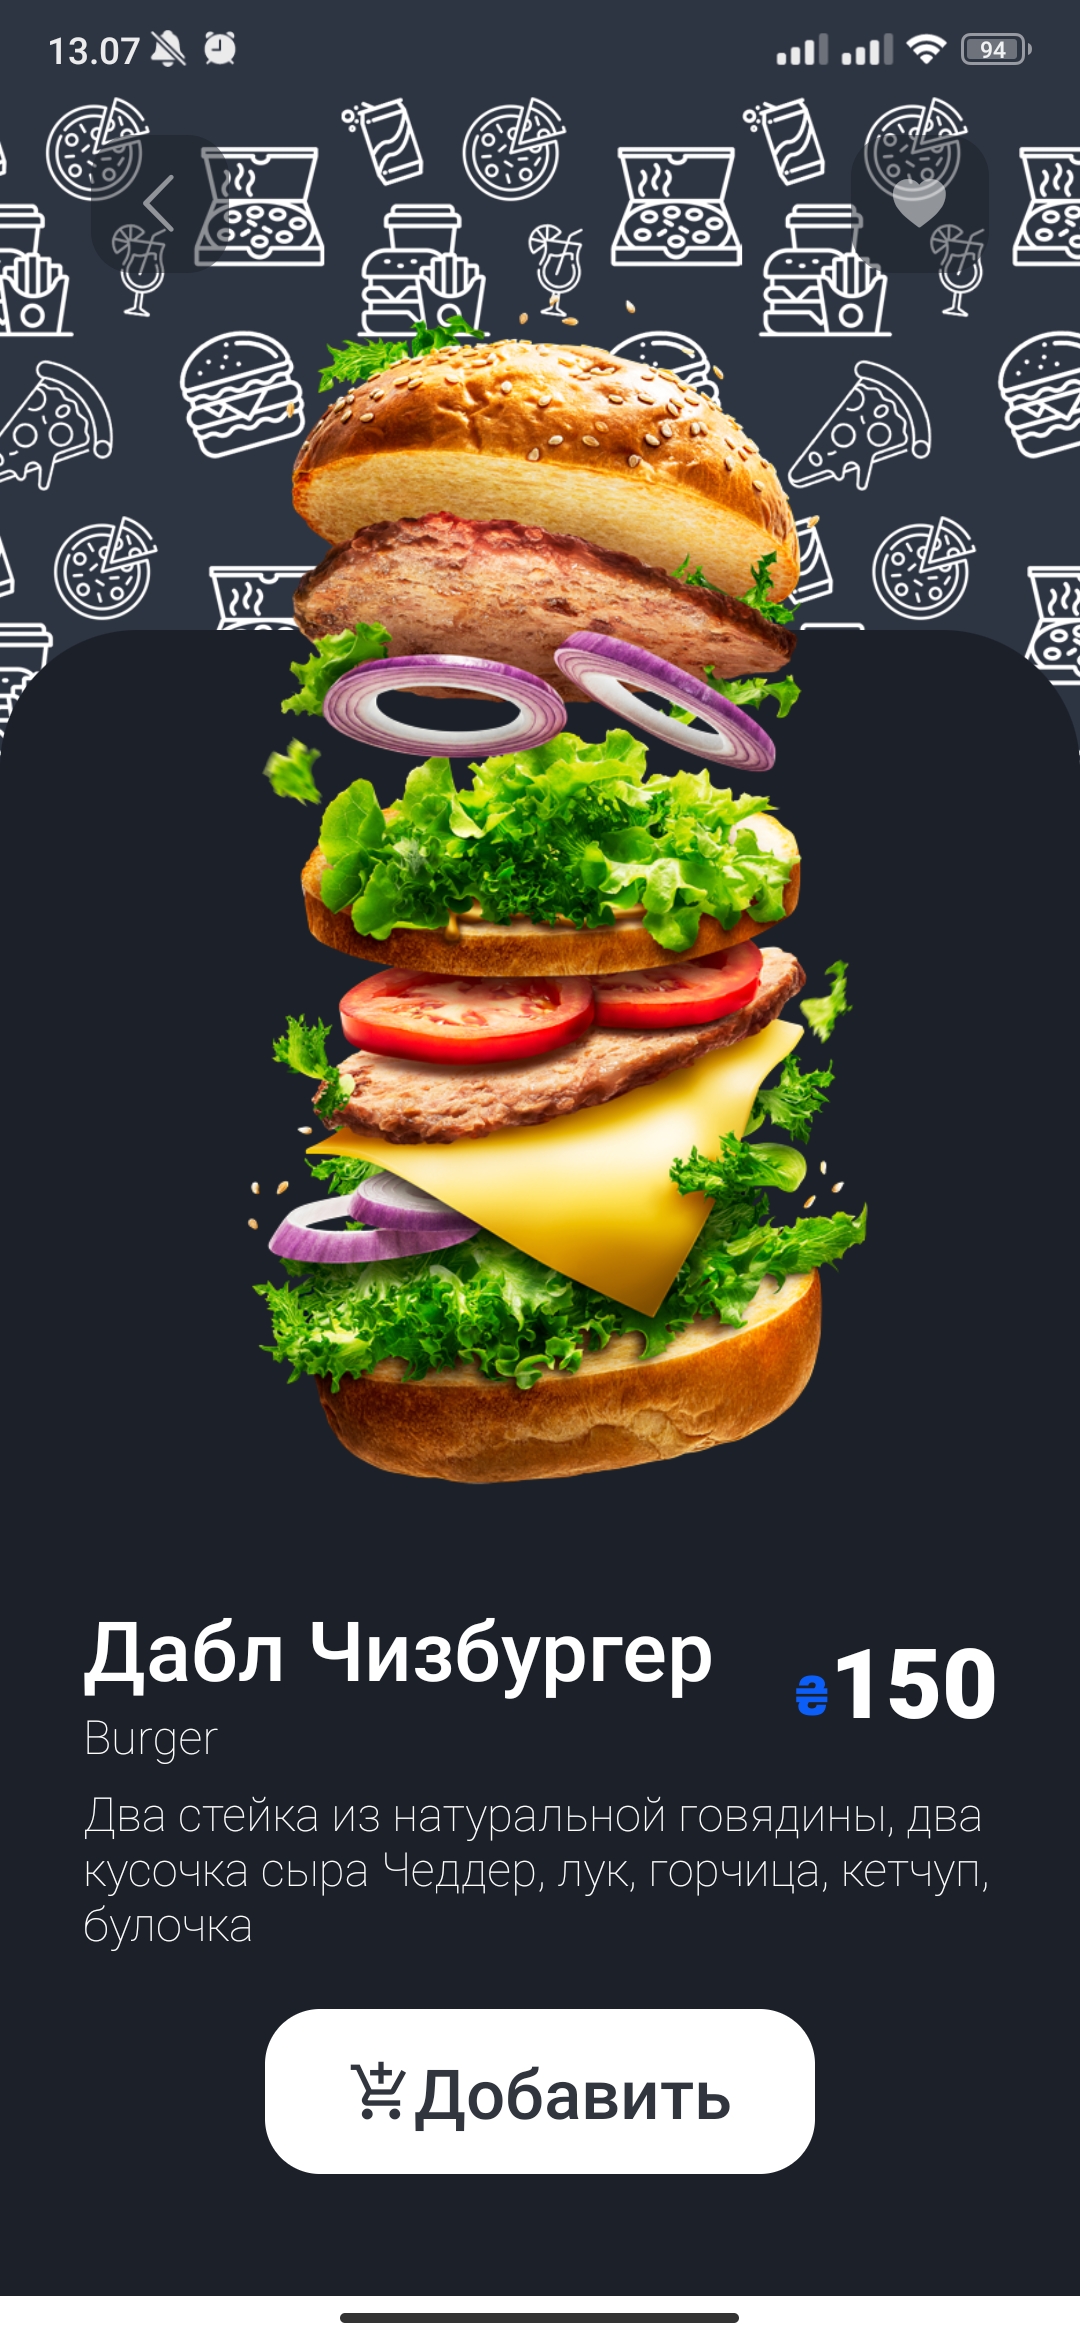 13.07
94
Дабл Чизбургер
₴150
Burger
Два стейка из натуральной говядины, два
кусочка сыра Чеддер, лук, горчица, кетчуп,
булочка
Добавить